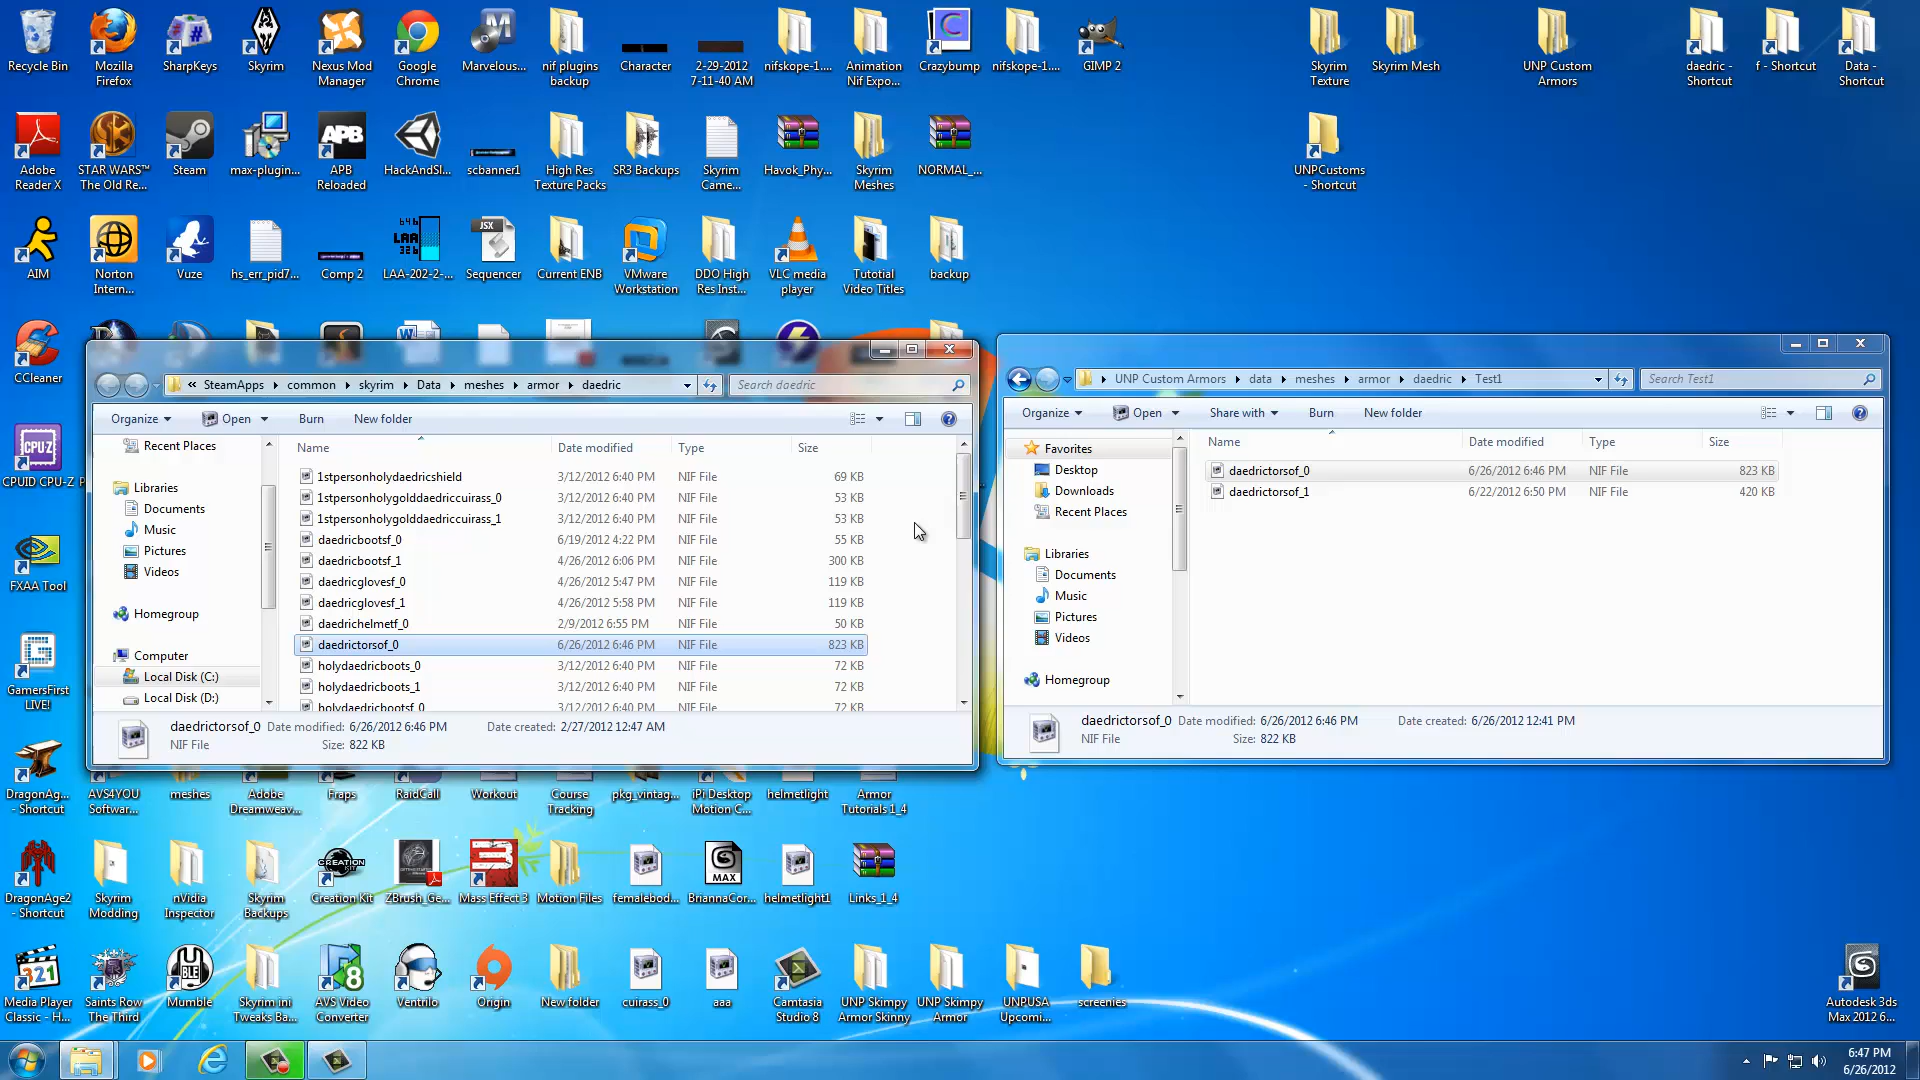 Recycle Bin
Mozilla
Firefox
SharpKeys
Skyrim
Nexus Mod
Manager
Google
Chrome
Marvelous...
nif plugins
backup
Character
2-29-2012
7-11-40 AM
nifskope-1....
Animation
Nif Expo...
Crazybump
nifskope-1....
GIMP 2
Skyrim
Texture
Skyrim Mesh
UNP Custom
Armors
daedric -
Shortcut
f - Shortcut
Data -
Shortcut
Adobe
Reader X
STAR WARS™
The Old Re...
Steam
max-plugin...
APB
APB
Reloaded
HackAndSl...
scbanner1
High Res
Texture Packs
SR3 Backups
Skyrim
Came...
Havok_Phy...
Skyrim
Meshes
NORMAL_...
UNPCustoms
- Shortcut
AIM
Norton
Intern...
Vuze
hs_err_pid7...
Comp 2
64b
LAA
32b
LAA-202-2-...
JSX
Sequencer
Current ENB
VMware
Workstation
DDO High
Res Inst...
VLC media
player
Tutotial
Video Titles
backup
CCleaner
CPU-Z
CPUID CPU-Z
FXAA Tool
GamersFirst
LIVE!
SteamApps
common
skyrim
Data
meshes
armor
daedric
Search daedric
Organize
Open
Burn
New folder
Recent Places
Libraries
Documents
Music
Pictures
Videos
Homegroup
Computer
Local Disk (C:)
Local Disk (D:)
Name Date modified Type Size
1stpersonholydaedricshield 3/12/2012 6:40 PM NIF File 69 KB
1stpersonholygolddaedriccuirass_0 3/12/2012 6:40 PM NIF File 53 KB
1stpersonholygolddaedriccuirass_1 3/12/2012 6:40 PM NIF File 53 KB
daedricbootsf_0 6/19/2012 4:22 PM NIF File 55 KB
daedricbootsf_1 4/26/2012 6:06 PM NIF File 300 KB
daedricglovesf_0 4/26/2012 5:47 PM NIF File 119 KB
daedricglovesf_1 4/26/2012 5:58 PM NIF File 119 KB
daedrichelmetf_0 2/9/2012 6:55 PM NIF File 50 KB
daedrictorsof_0 6/26/2012 6:46 PM NIF File 823 KB
holydaedricboots_0 3/12/2012 6:40 PM NIF File 72 KB
holydaedricboots_1 3/12/2012 6:40 PM NIF File 72 KB
holydaedricbootsf_0 3/12/2012 6:40 PM NIF File 72 KB
daedrictorsof_0 Date modified: 6/26/2012 6:46 PM Date created: 2/27/2012 12:47 AM
NIF File Size: 822 KB
UNP Custom Armors
data
meshes
armor
daedric
Test1
Search Test1
Organize
Open
Share with
Burn
New folder
Favorites
Desktop
Downloads
Recent Places
Libraries
Documents
Music
Pictures
Videos
Homegroup
Name Date modified Type Size
daedrictorsof_0 6/26/2012 6:46 PM NIF File 823 KB
daedrictorsof_1 6/22/2012 6:50 PM NIF File 420 KB
daedrictorsof_0 Date modified: 6/26/2012 6:46 PM Date created: 6/26/2012 12:41 PM
NIF File Size: 822 KB
DragonAg...
- Shortcut
AVS4YOU
Softwar...
meshes
Adobe
Dreamweav...
Fraps
RaidCall
Workout
Course
Tracking
pkg_vintag...
iPi Desktop
Motion C...
helmetlight
Armor
Tutorials 1_4
DragonAge2
- Shortcut
Skyrim
Modding
nVidia
Inspector
Skyrim
Backups
CREATION
KIT
Creation Kit
ZBrush_Ge...
Mass Effect 3
Motion Files
femalebod...
MAX
BriannaCor...
helmetlight1
Links_1_4
321
Media Player
Classic - H...
Saints Row
The Third
BLE
Mumble
Skyrim ini
Tweaks Ba...
8
AVS Video
Converter
Ventrilo
Origin
New folder
cuirass_0
aaa
Camtasia
Studio 8
UNP Skimpy
Armor Skinny
UNP Skimpy
Armor
UNPUSA
Upcomi...
screenies
Autodesk 3ds
Max 2012 6...
6:47 PM
6/26/2012